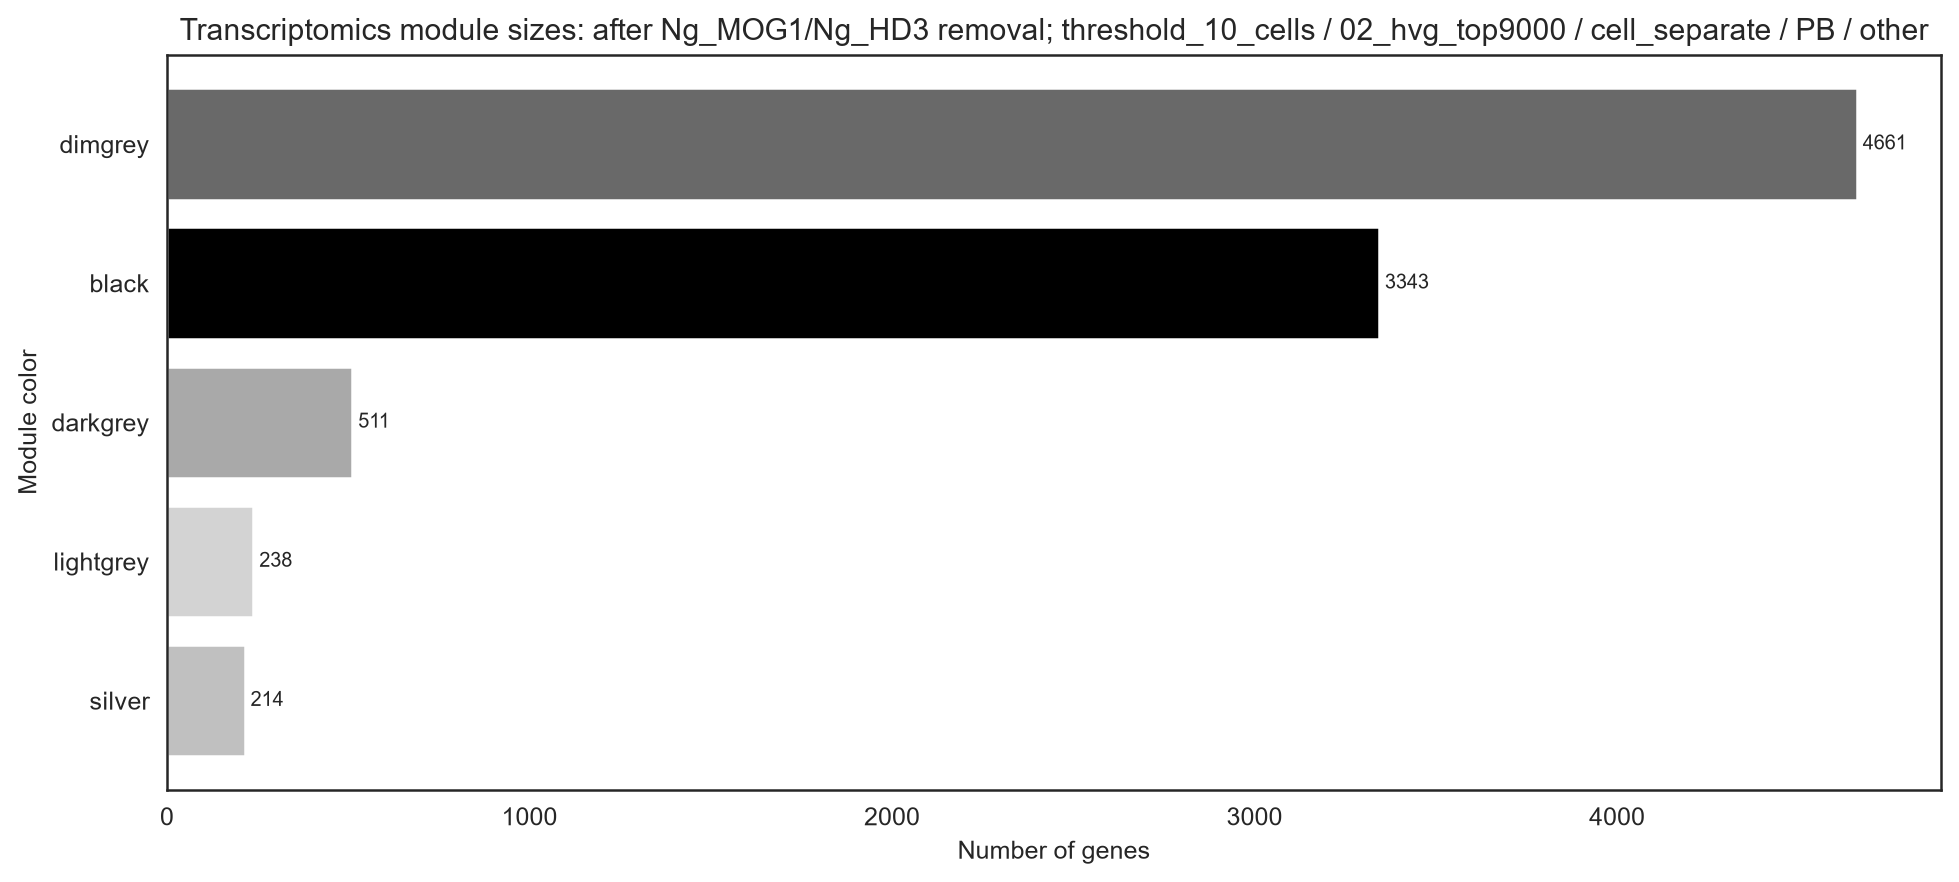 Transcriptomics module sizes: after Ng_MOG1/Ng_HD3 removal; threshold_10_cells / 02_hvg_top9000 / cell_separate / PB / other
Module color
dimgrey
4661
black
3343
darkgrey
511
lightgrey
238
silver
214
0 1000 2000 3000 4000
Number of genes